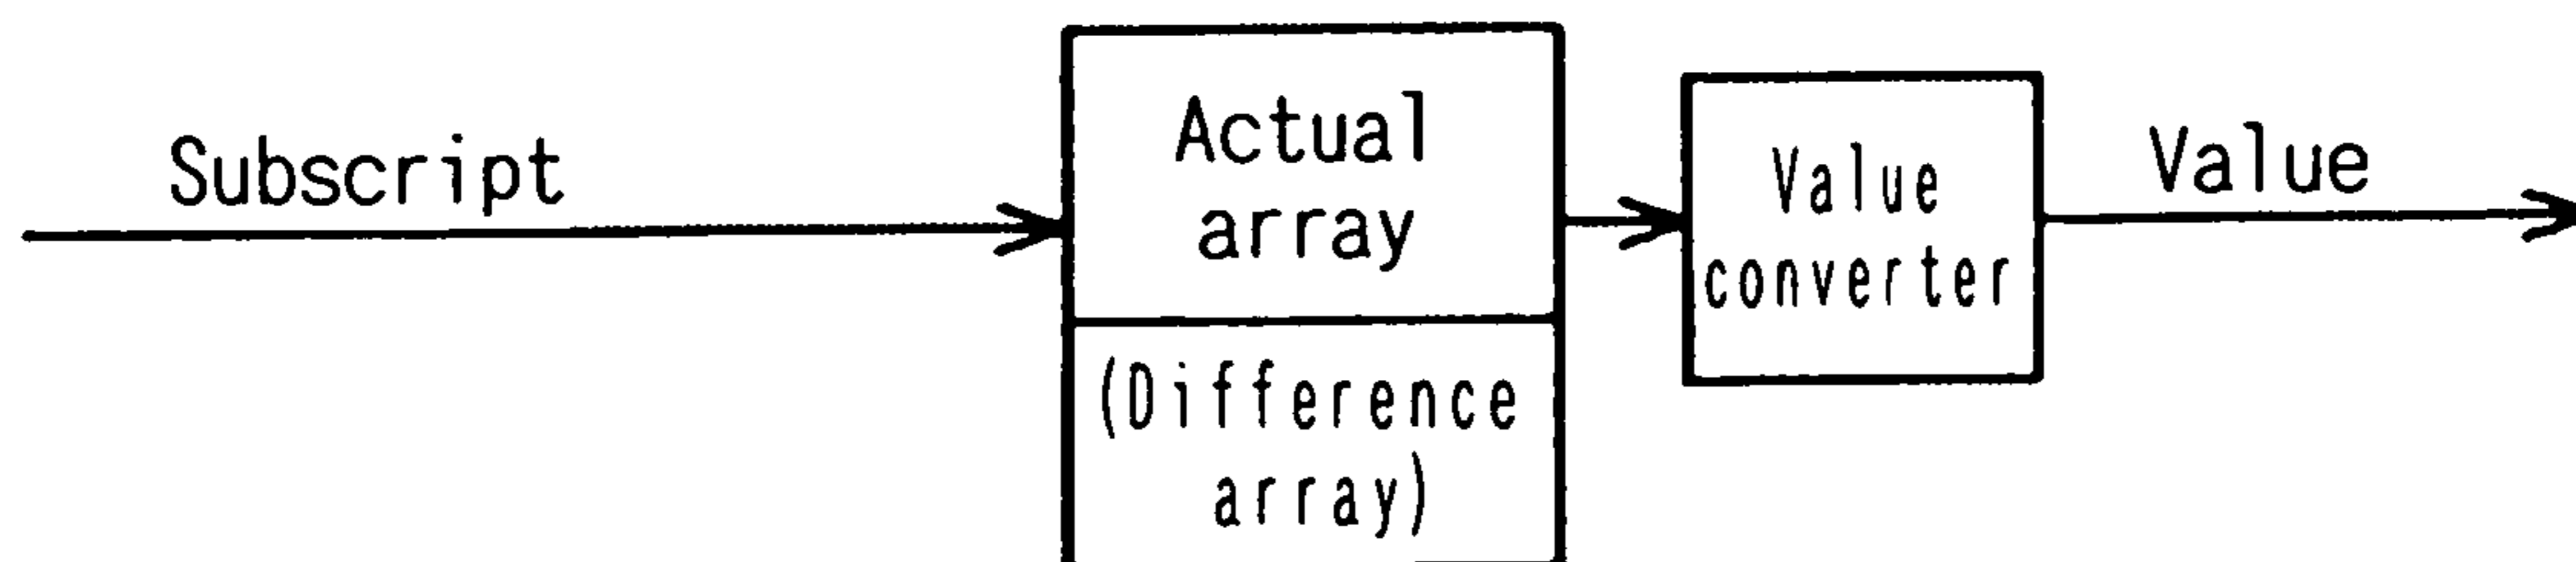 Subscript
Actual
array
(Difference
array)
Value
converter
Value